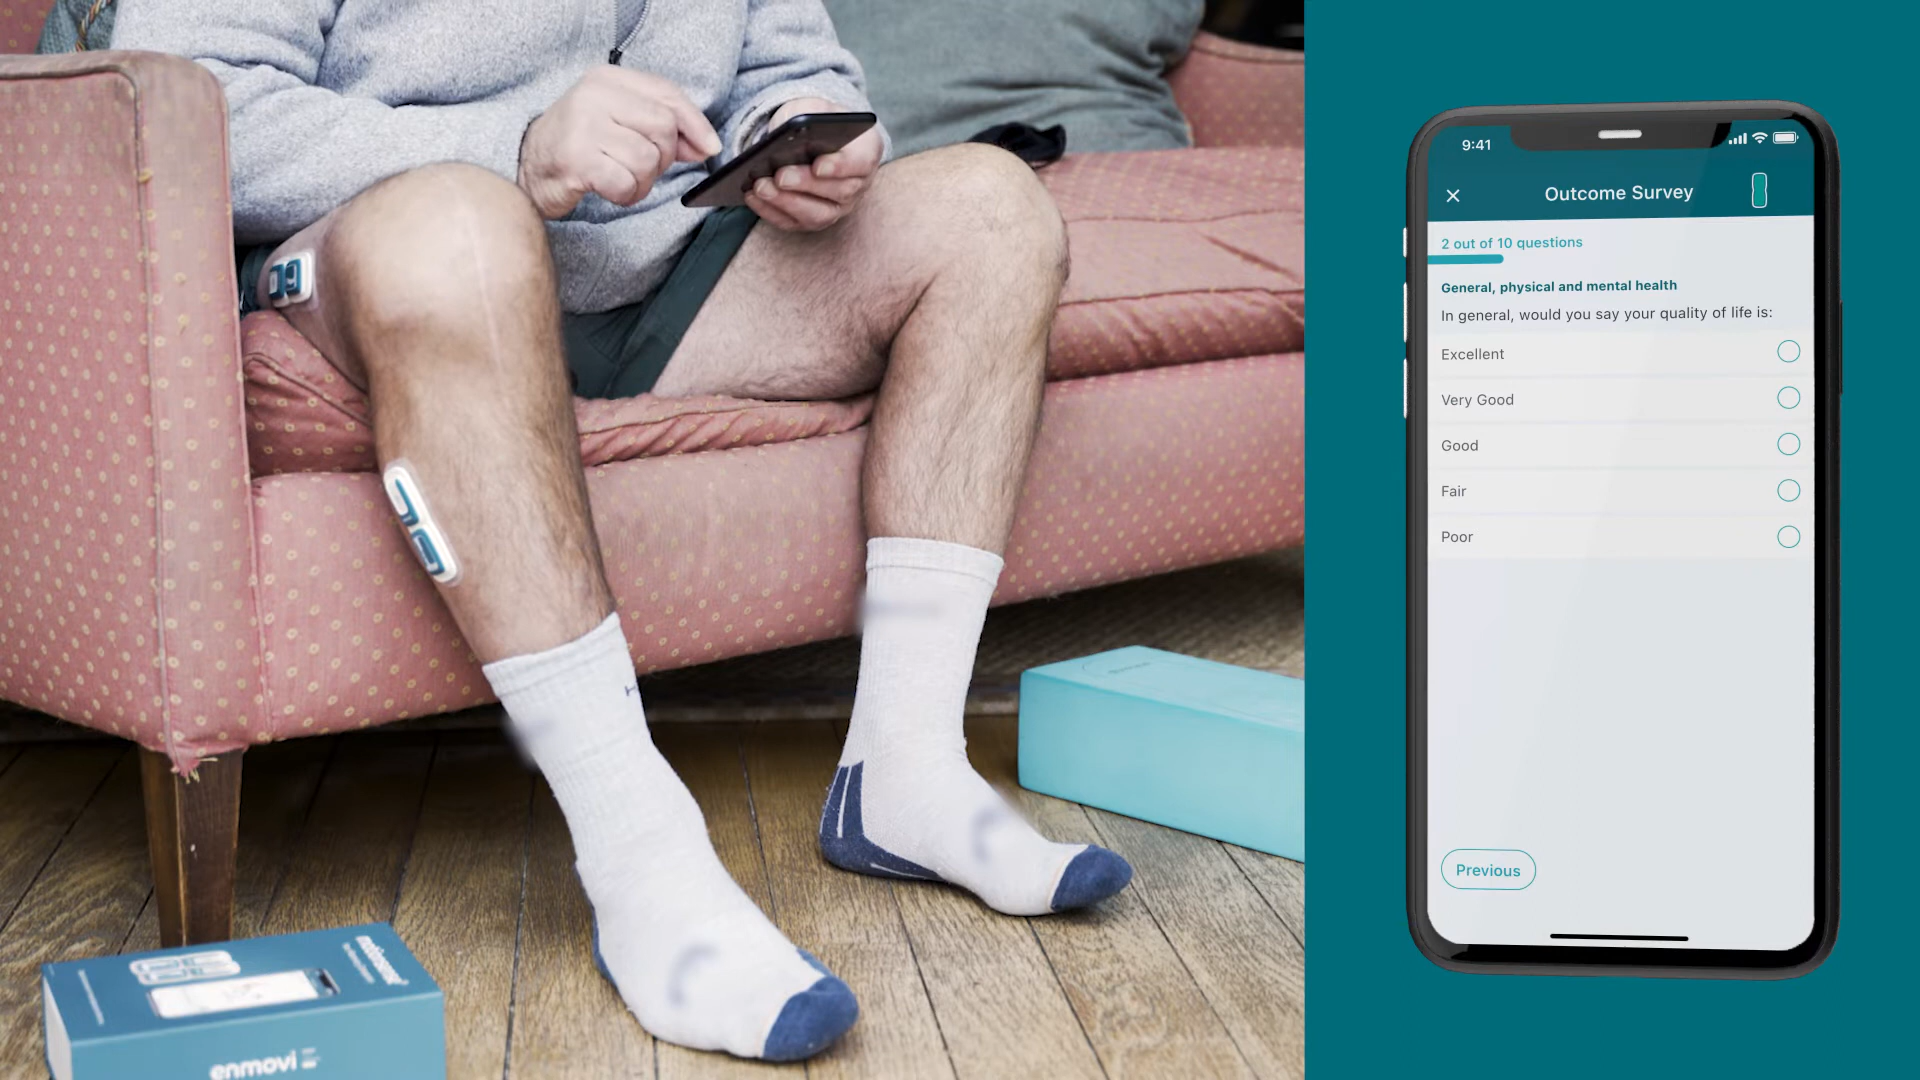 enmovi
9:41
Outcome Survey
2 out of 10 questions
General, physical and mental health
In general, would you say your quality of life is:
Excellent
Very Good
Good
Fair
Poor
Previous